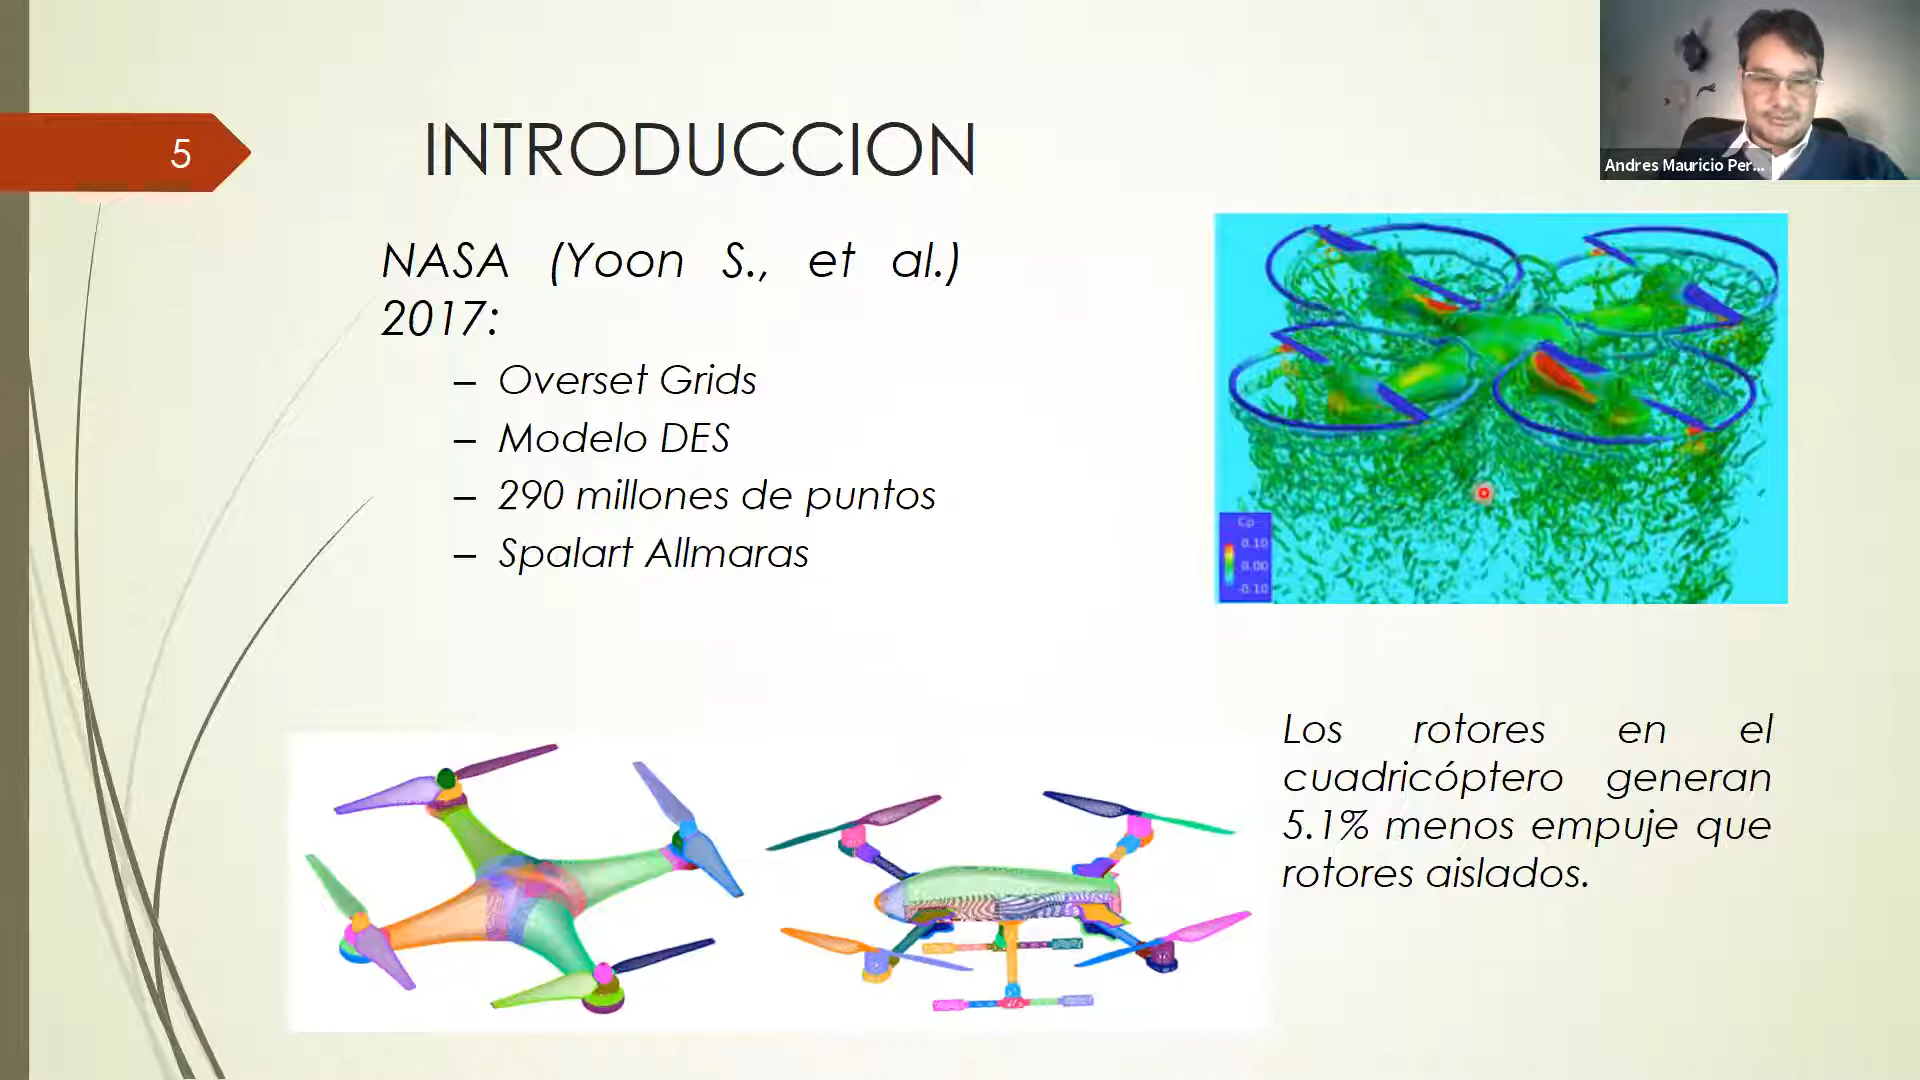 5
INTRODUCCION
Andres Mauricio Per...
NASA (Yoon S., et al.)
2017:
– Overset Grids
– Modelo DES
– 290 millones de puntos
– Spalart Allmaras
Cp
0.10
0.00
-0.10
Los rotores en el
cuadricóptero generan
5.1% menos empuje que
rotores aislados.